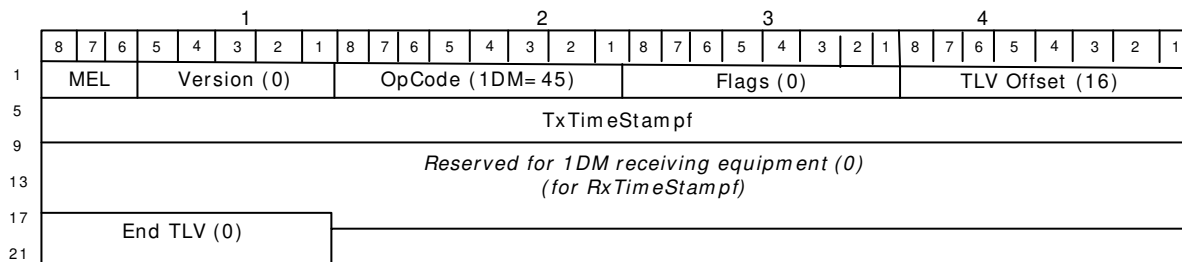 1 2 3 4
8 7 6 5 4 3 2 1 8 7 6 5 4 3 2 1 8 7 6 5 4 3 2 1 8 7 6 5 4 3 2 1
1 MEL Version (0) OpCode (1DM=45) Flags (0) TLV Offset (16)
5 TxTimeStampf
9
Reserved for 1DM receiving equipment (0)
13 (for RxTimeStampf)
17
End TLV (0)
21